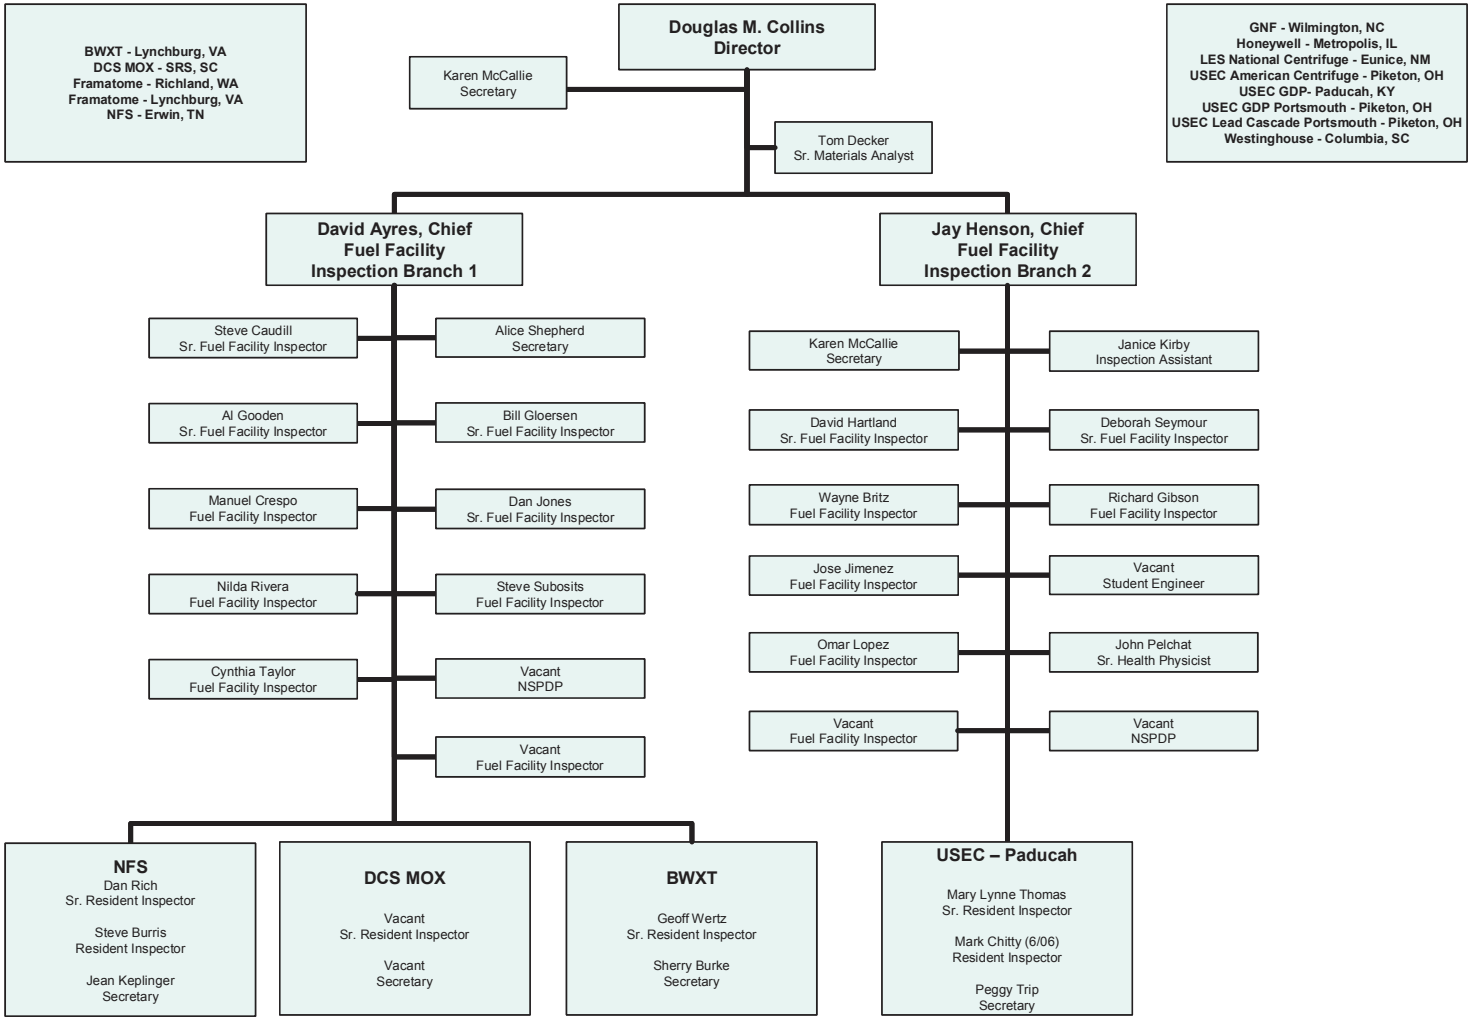 BWXT - Lynchburg, VA
DCS MOX - SRS, SC
Framatome - Richland, WA
Framatome - Lynchburg, VA
NFS - Erwin, TN
Douglas M. Collins
Director
GNF - Wilmington, NC
Honeywell - Metropolis, IL
LES National Centrifuge - Eunice, NM
USEC American Centrifuge - Piketon, OH
USEC GDP- Paducah, KY
USEC GDP Portsmouth - Piketon, OH
USEC Lead Cascade Portsmouth - Piketon, OH
Westinghouse - Columbia, SC
Karen McCallie
Secretary
Tom Decker
Sr. Materials Analyst
David Ayres, Chief
Fuel Facility
Inspection Branch 1
Jay Henson, Chief
Fuel Facility
Inspection Branch 2
Steve Caudill
Sr. Fuel Facility Inspector
Alice Shepherd
Secretary
Al Gooden
Sr. Fuel Facility Inspector
Bill Gloersen
Sr. Fuel Facility Inspector
Manuel Crespo
Fuel Facility Inspector
Dan Jones
Sr. Fuel Facility Inspector
Nilda Rivera
Fuel Facility Inspector
Steve Subosits
Fuel Facility Inspector
Cynthia Taylor
Fuel Facility Inspector
Vacant
NSPDP
Vacant
Fuel Facility Inspector
Karen McCallie
Secretary
Janice Kirby
Inspection Assistant
David Hartland
Sr. Fuel Facility Inspector
Deborah Seymour
Sr. Fuel Facility Inspector
Wayne Britz
Fuel Facility Inspector
Richard Gibson
Fuel Facility Inspector
Jose Jimenez
Fuel Facility Inspector
Vacant
Student Engineer
Omar Lopez
Fuel Facility Inspector
John Pelchat
Sr. Health Physicist
Vacant
Fuel Facility Inspector
Vacant
NSPDP
NFS
Dan Rich
Sr. Resident Inspector
Steve Burris
Resident Inspector
Jean Keplinger
Secretary
DCS MOX
Vacant
Sr. Resident Inspector
Vacant
Secretary
BWXT
Geoff Wertz
Sr. Resident Inspector
Sherry Burke
Secretary
USEC – Paducah
Mary Lynne Thomas
Sr. Resident Inspector
Mark Chitty (6/06)
Resident Inspector
Peggy Trip
Secretary